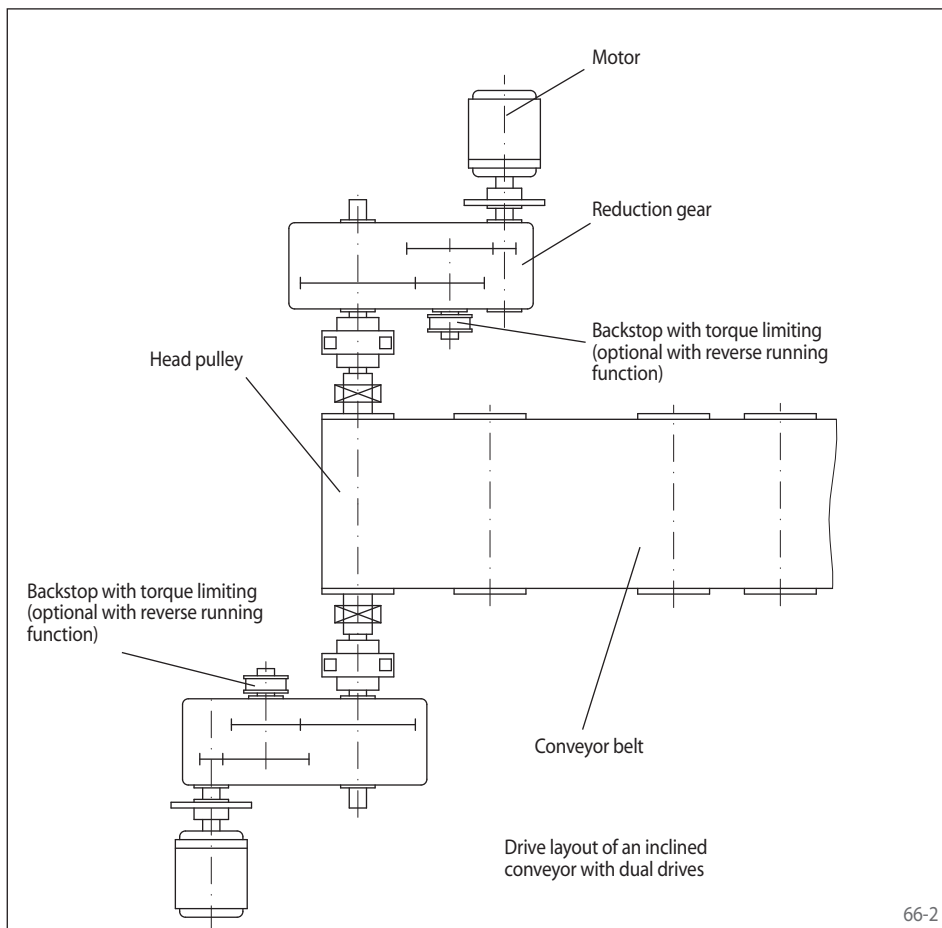 Motor
Reduction gear
Backstop with torque limiting
(optional with reverse running
function)
Head pulley
Backstop with torque limiting
(optional with reverse running
function)
Conveyor belt
Drive layout of an inclined
conveyor with dual drives
66-2